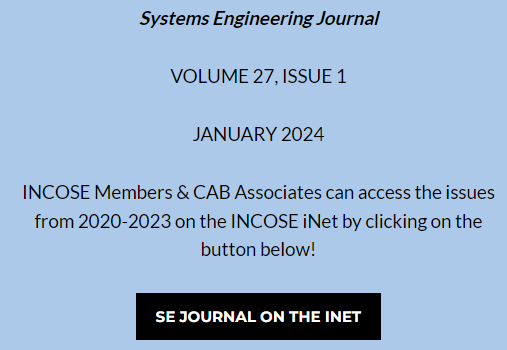 Systems Engineering Journal
VOLUME 27, ISSUE 1
JANUARY 2024
INCOSE Members & CAB Associates can access the issues
from 2020-2023 on the INCOSE iNet by clicking on the
button below!
SE JOURNAL ON THE INET